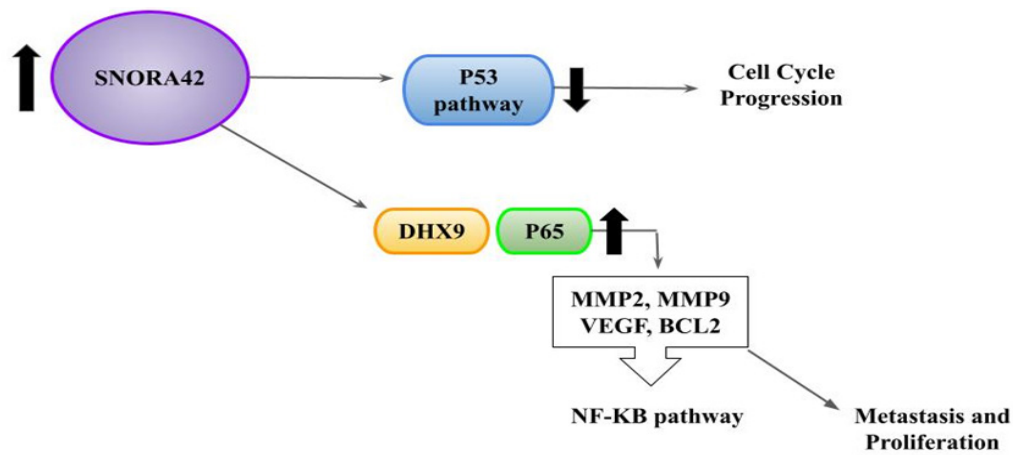 SNORA42
P53
pathway
Cell Cycle
Progression
DHX9
P65
MMP2, MMP9
VEGF, BCL2
NF-KB pathway
Metastasis and
Proliferation